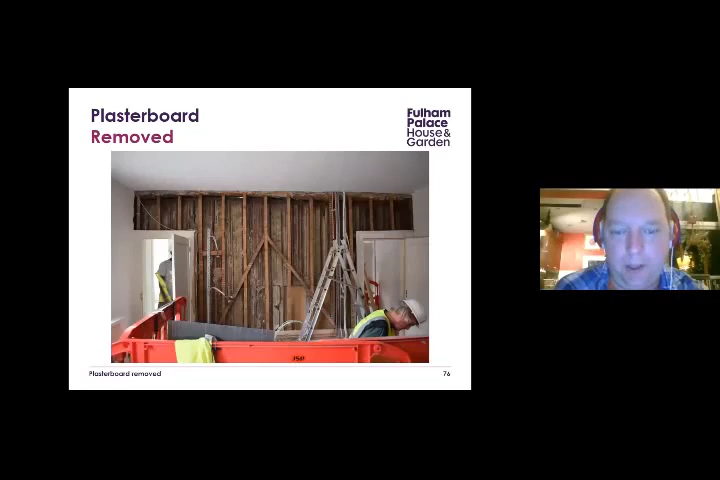 Plasterboard
Removed
Fulham
Palace
House &
Garden
Plasterboard removed
76